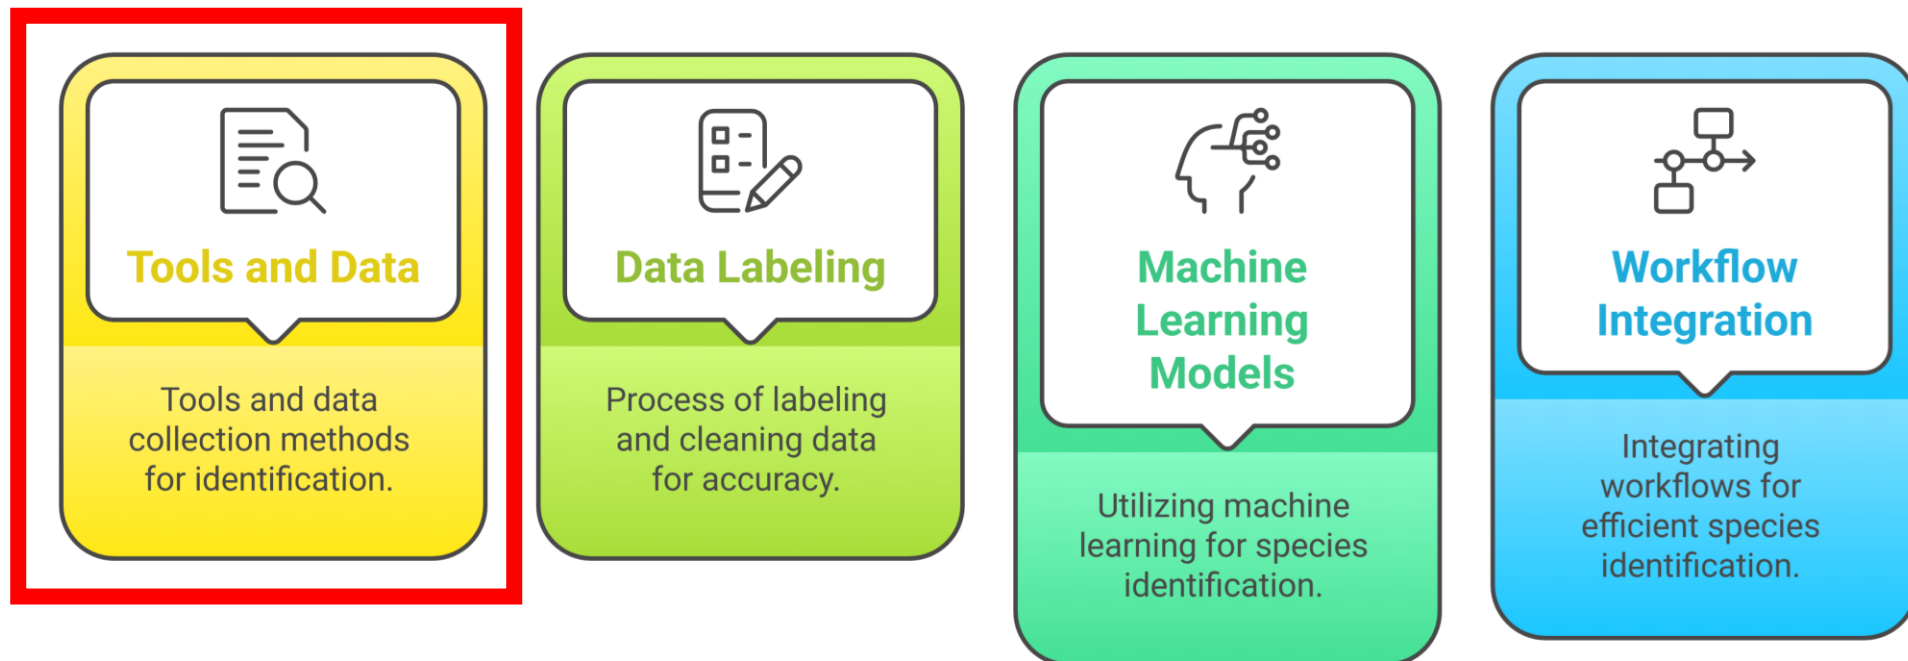 Tools and Data
Tools and data
collection methods
for identification.
Data Labeling
Process of labeling
and cleaning data
for accuracy.
Machine
Learning
Models
Utilizing machine
learning for species
identification.
Workflow
Integration
Integrating
workflows for
efficient species
identification.